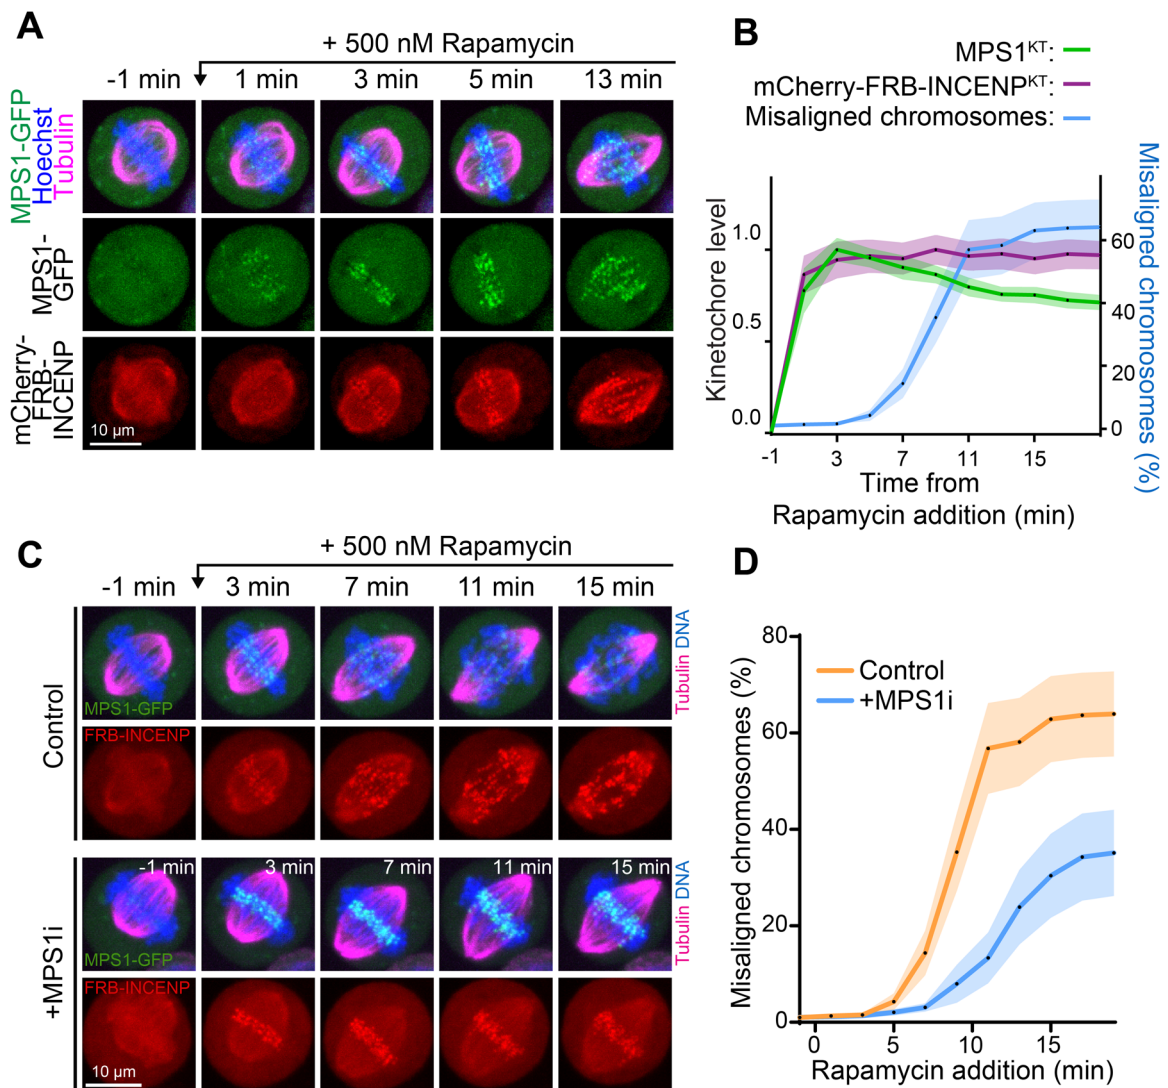 A
+ 500 nM Rapamycin
-1 min
1 min
3 min
5 min
13 min
MPS1-GFP
Hoechst
Tubulin
MPS1-
GFP
mCherry-
FRB-
INCENP
10 µm
B
MPS1KT:
mCherry-FRB-INCENPKT:
Misaligned chromosomes:
Kinetochore level
1.0
0.5
0.0
Misaligned chromosomes (%)
60
40
20
0
-1
3
7
11
15
Time from
Rapamycin addition (min)
C
+ 500 nM Rapamycin
-1 min
3 min
7 min
11 min
15 min
Control
MPS1-GFP
Tubulin DNA
FRB-INCENP
+MPS1i
-1 min
3 min
7 min
11 min
15 min
MPS1-GFP
Tubulin DNA
FRB-INCENP
10 µm
D
Misaligned chromosomes (%)
80
60
40
20
0
Control
+MPS1i
0
5
10
15
Rapamycin addition (min)